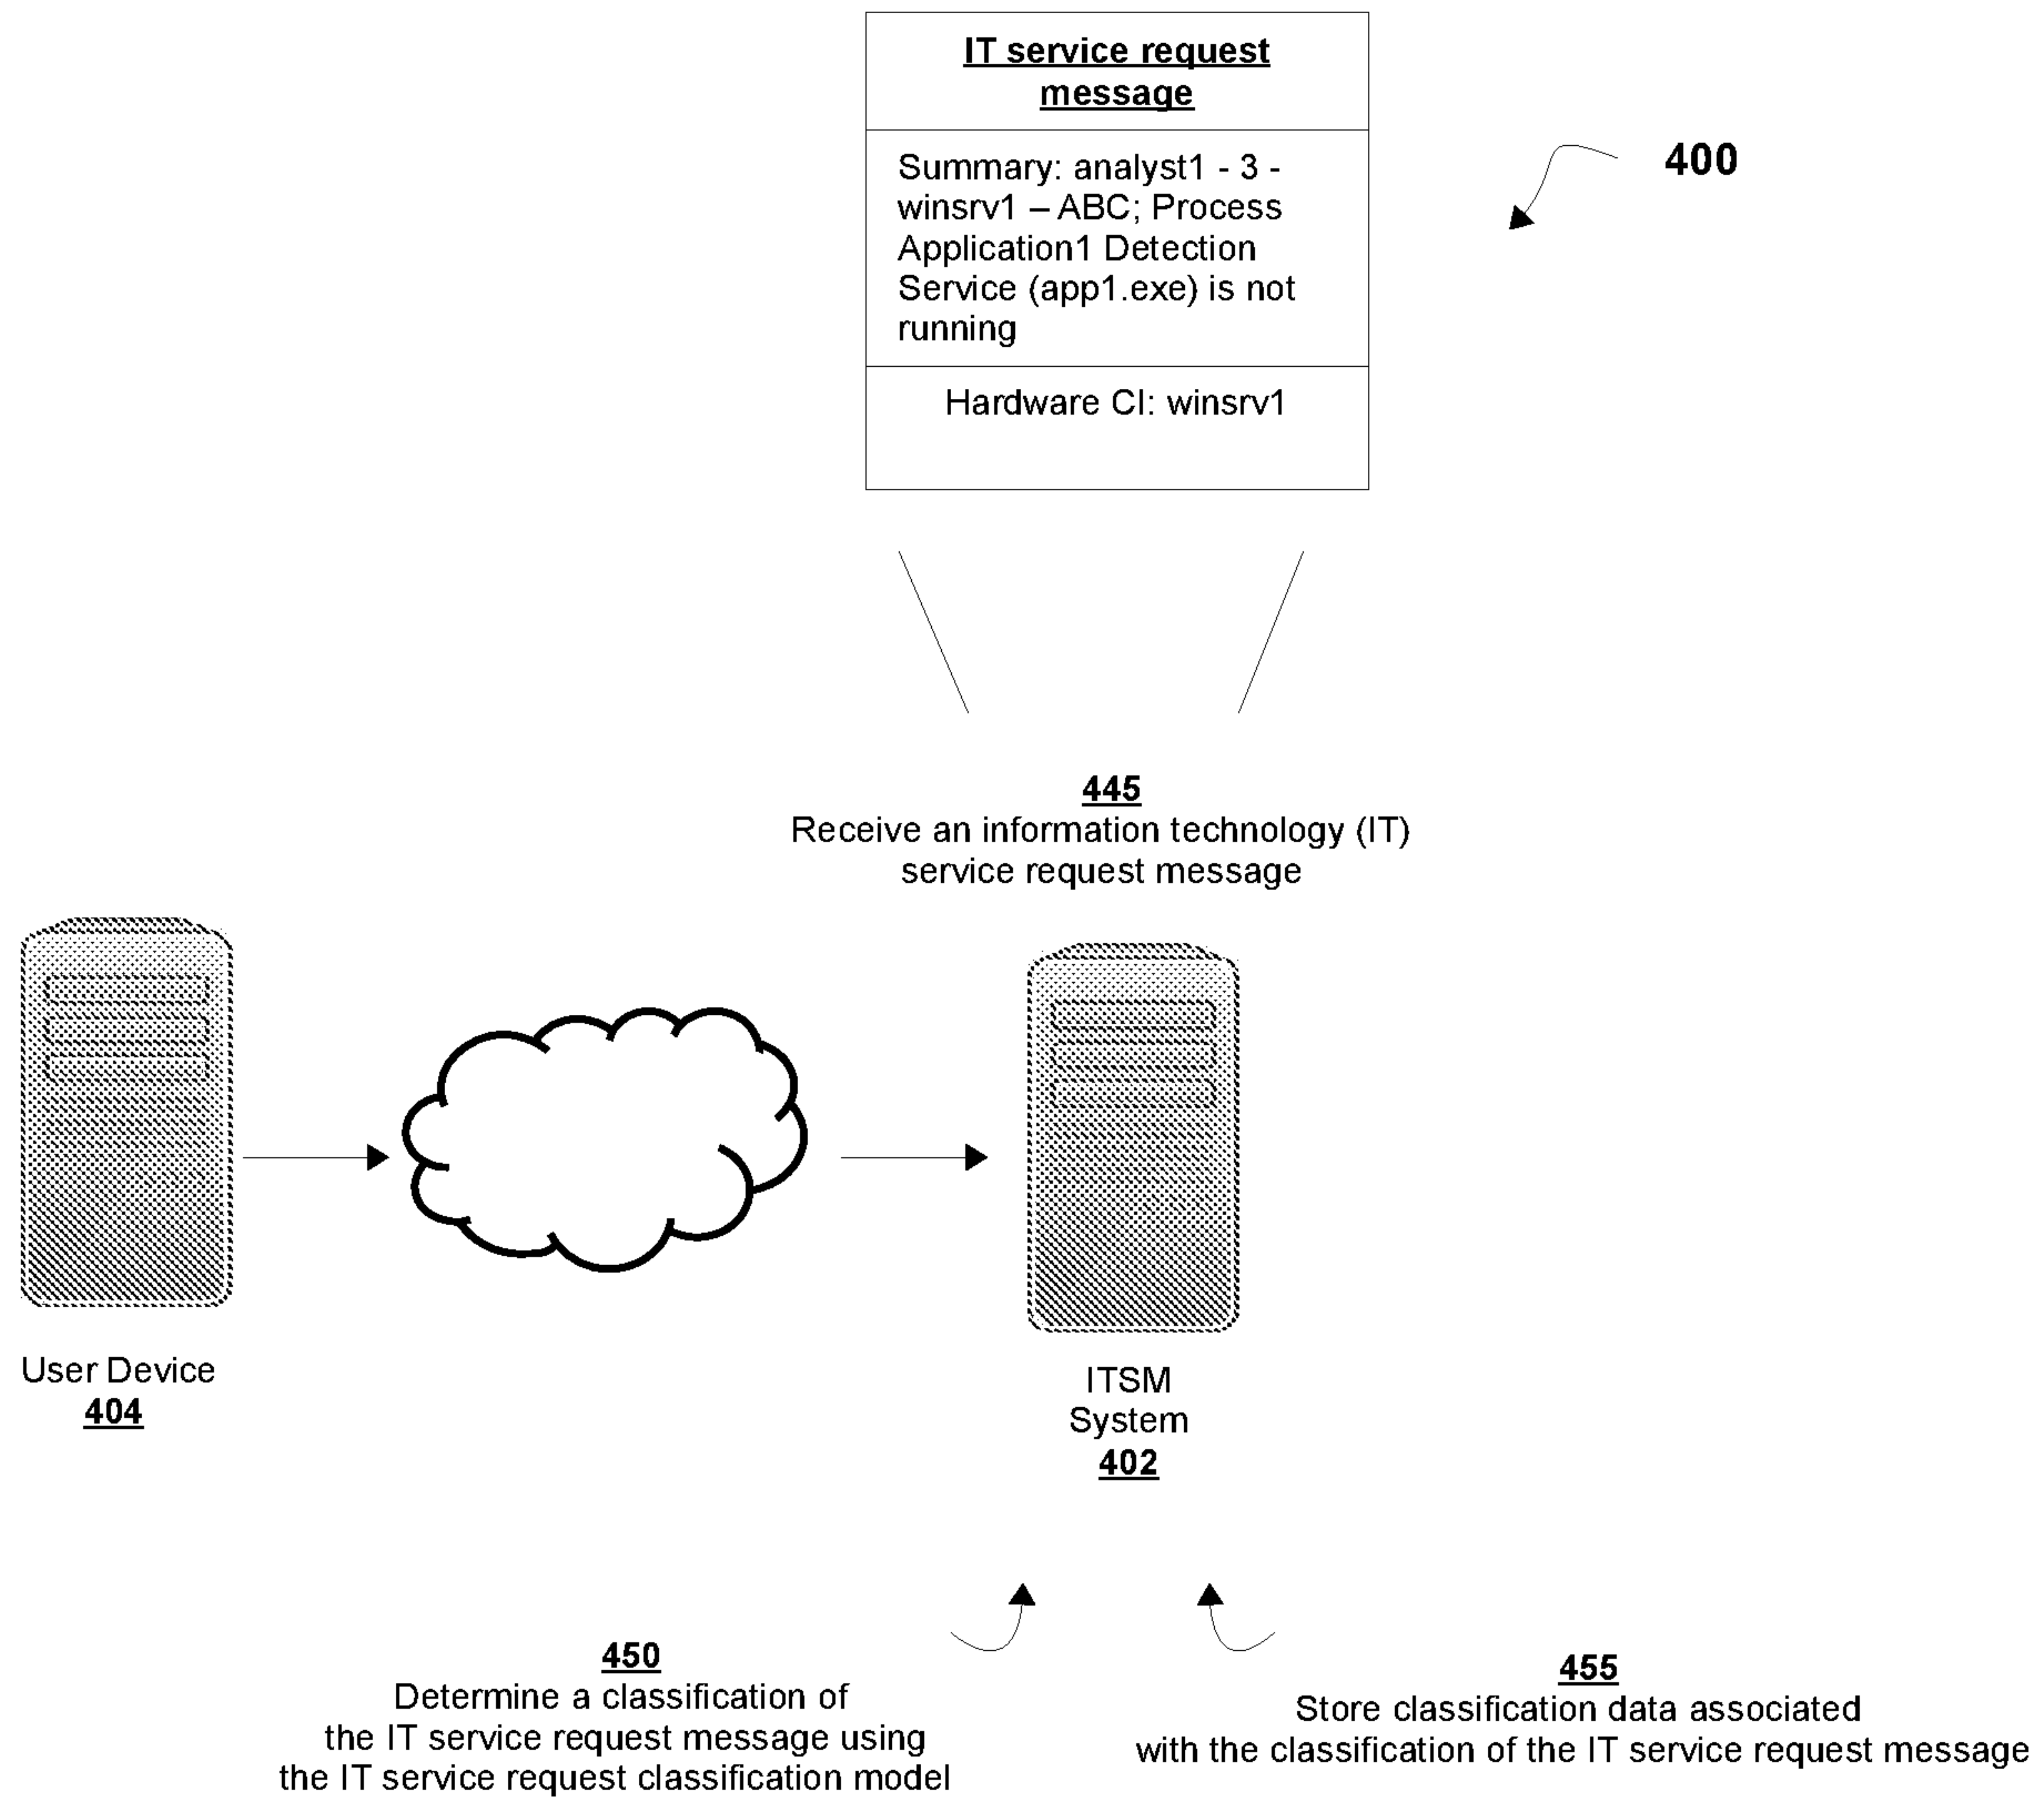 IT service request
message
400
Summary: analyst1 - 3 -
winsrv1 – ABC; Process
Application1 Detection
Service (app1.exe) is not
running
Hardware CI: winsrv1
445
Receive an information technology (IT)
service request message
User Device
404
ITSM
System
402
450
Determine a classification of
the IT service request message using
the IT service request classification model
455
Store classification data associated
with the classification of the IT service request message